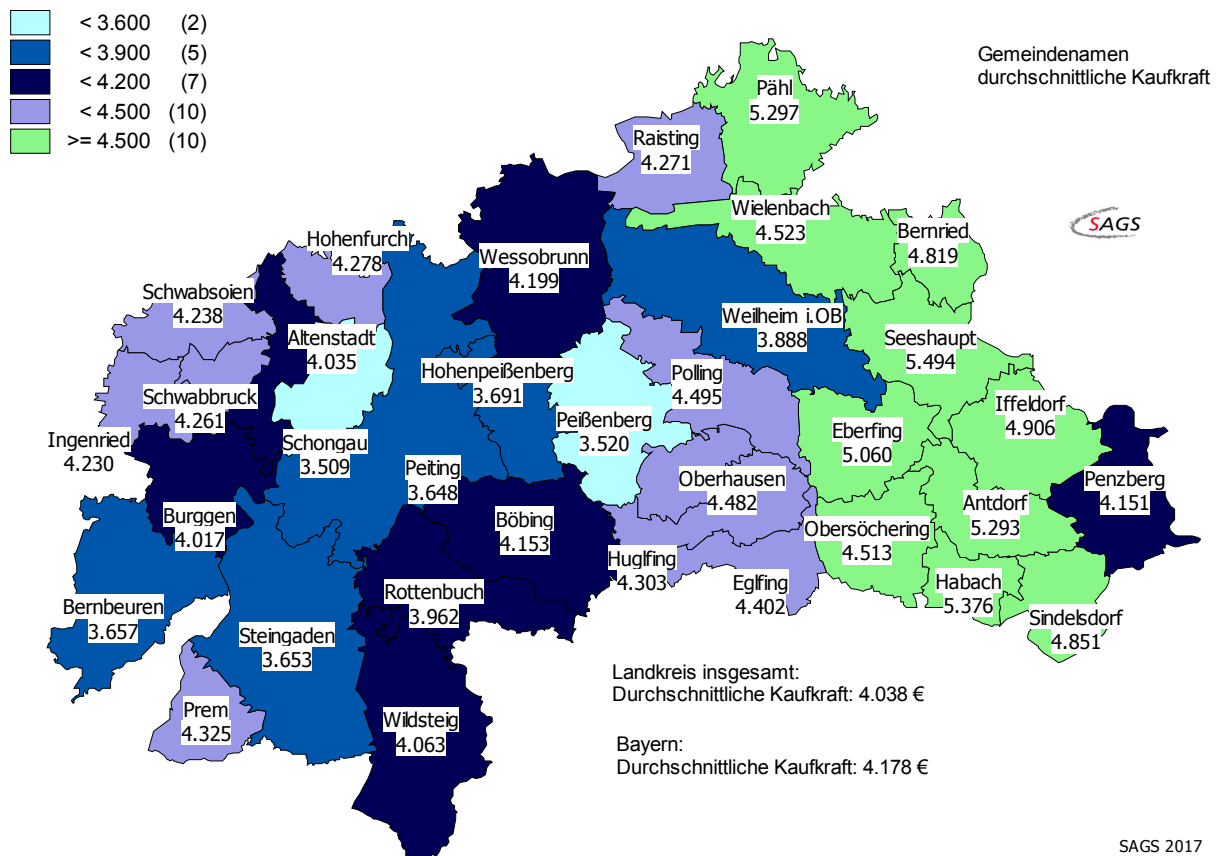 < 3.600 (2)
< 3.900 (5)
< 4.200 (7)
< 4.500 (10)
>= 4.500 (10)
Gemeindenamen
durchschnittliche Kaufkraft
Pähl
5.297
Raisting
4.271
Wielenbach
4.523
Bernried
4.819
SAGS
Hohenfurch
4.278
Wessobrunn
4.199
Schwabsoien
4.238
Altenstadt
4.035
Weilheim i.OB
3.888
Seeshaupt
5.494
Hohenpeißenberg
3.691
Polling
4.495
Schwabbruck
4.261
Iffeldorf
4.906
Peißenberg
3.520
Eberfing
5.060
Ingenried
4.230
Schongau
3.509
Peiting
3.648
Oberhausen
4.482
Penzberg
4.151
Antdorf
5.293
Burggen
4.017
Böbing
4.153
Obersöchering
4.513
Huglfing
4.303
Eglfing
4.402
Habach
5.376
Rottenbuch
3.962
Bernbeuren
3.657
Sindelsdorf
4.851
Steingaden
3.653
Landkreis insgesamt:
Durchschnittliche Kaufkraft: 4.038 €
Prem
4.325
Wildsteig
4.063
Bayern:
Durchschnittliche Kaufkraft: 4.178 €
SAGS 2017